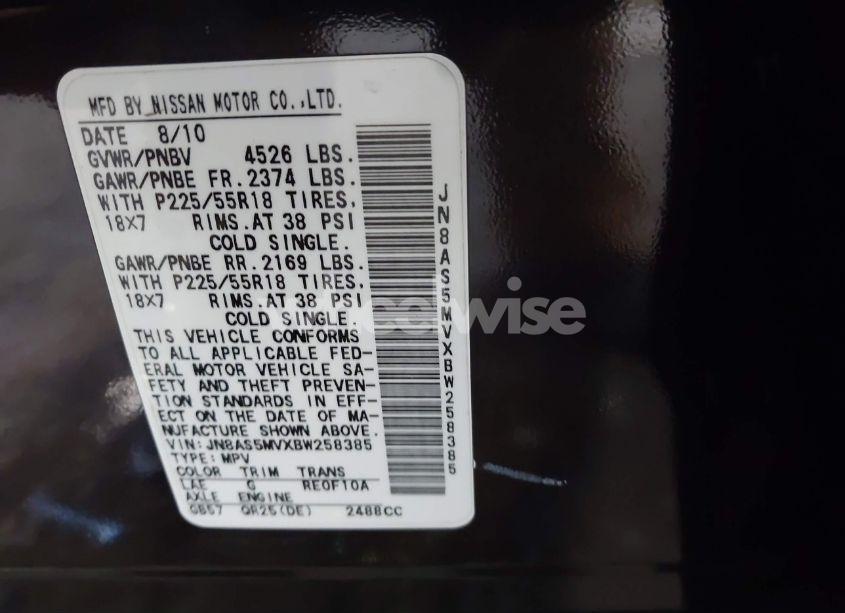 MFD BY NISSAN MOTOR CO.,LTD.
DATE 8/10
GVWR/PNBV 4526 LBS.
GAWR/PNBE FR. 2374 LBS.
WITH P225/55R18 TIRES,
18X7 RIMS.AT 38 PSI
COLD SINGLE.
GAWR/PNBE RR. 2169 LBS.
WITH P225/55R18 TIRES,
18X7 RIMS.AT 38 PSI
COLD SINGLE.
THIS VEHICLE CONFORMS
TO ALL APPLICABLE FED-
ERAL MOTOR VEHICLE SA-
FETY AND THEFT PREVEN-
TION STANDARDS IN EFF-
ECT ON THE DATE OF MA-
NUFACTURE SHOWN ABOVE.
VIN:JN8AS5MVXBW258385
TYPE:MPV
COLOR TRIM TRANS
LAE G RE0F10A
AXLE ENGINE
GB57 QR25(DE) 2488CC
JN8AS5MVXBW258385
wheelwise